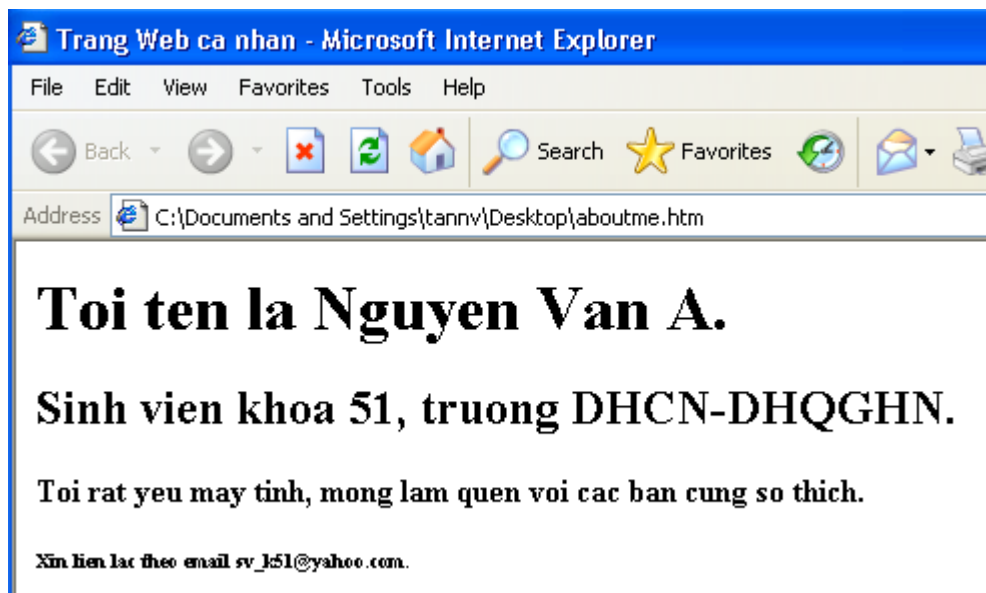 Trang Web ca nhan - Microsoft Internet Explorer
File Edit View Favorites Tools Help
Back Search Favorites
Address C:\Documents and Settings\tannv\Desktop\aboutme.htm
Toi ten la Nguyen Van A.
Sinh vien khoa 51, truong DHCN-DHQGHN.
Toi rat yeu may tinh, mong lam quen voi cac ban cung so thich.
Xin lien lac theo email sv_k51@yahoo.com.